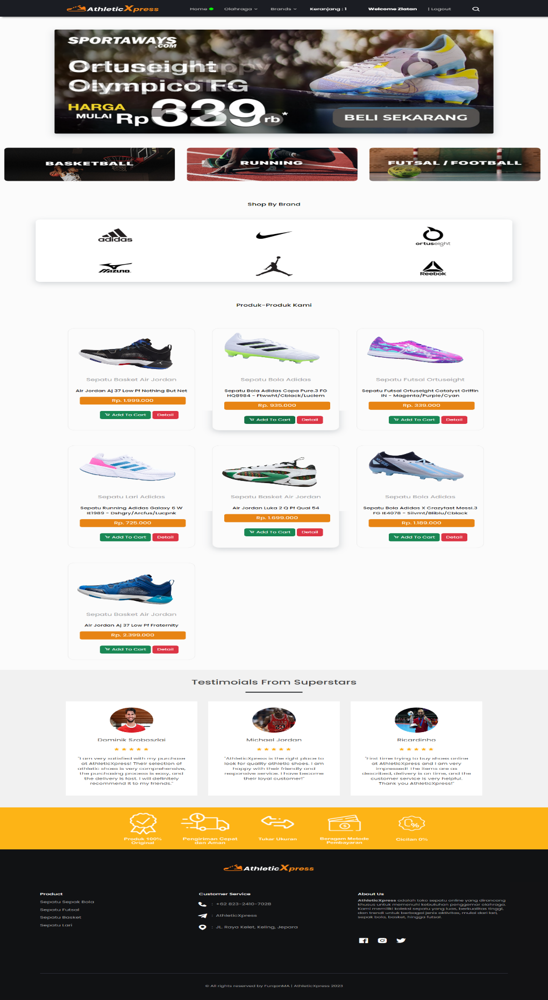 AthleticXpress
Home
Olahraga
Brands
Keranjang : 1
Welcome Zlatan
| Logout
SPORTAWAYS
.COM
Ortuseight
Olympico FG
HARGA
MULAI Rp 339 rb*
BELI SEKARANG
BASKETBALL
RUNNING
FUTSAL / FOOTBALL
Shop By Brand
adidas
ortuseight
MIZUNO
Reebok
Produk-Produk Kami
Sepatu Basket Air Jordan
Air Jordan Aj 37 Low Pf Nothing But Net
Rp. 1.999.000
Add To Cart
Detail
Sepatu Bola Adidas
Sepatu Bola Adidas Copa Pure.3 FG
HQ8984 - Ftwwht/Cblack/Luclem
Rp. 935.000
Add To Cart
Detail
Sepatu Futsal Ortuseight
Sepatu Futsal Ortuseight Catalyst Griffin
IN - Magenta/Purple/Cyan
Rp. 339.000
Add To Cart
Detail
Sepatu Lari Adidas
Sepatu Running Adidas Galaxy 6 W
IE1989 - Dshgry/Arcfus/Lucpnk
Rp. 725.000
Add To Cart
Detail
Sepatu Basket Air Jordan
Air Jordan Luka 2 Q Pf Quai 54
Rp. 1.699.000
Add To Cart
Detail
MESSI
Sepatu Bola Adidas
Sepatu Bola Adidas X Crazyfast Messi.3
FG IE4078 - Silvmt/Bliblu/Cblack
Rp. 1.189.000
Add To Cart
Detail
Sepatu Basket Air Jordan
Air Jordan Aj 37 Low Pf Fraternity
Rp. 2.399.000
Add To Cart
Detail
Testimoials From Superstars
Dominik Szoboszlai
"I am very satisfied with my purchase
at AthleticXpress! Their selection of
athletic shoes is very comprehensive,
the purchasing process is easy, and
the delivery is fast. I will definitely
recommend it to my friends."
23
Michael Jordan
"AthleticXpress is the right place to
look for quality athletic shoes. I am
happy with their friendly and
responsive service. I have become
their loyal customer!"
Ricardinho
"First time trying to buy shoes online
at AthleticXpress and I am very
impressed! The items are as
described, delivery is on time, and the
customer service is very helpful.
Thank you AthleticXpress!"
Produk 100%
Original
Pengiriman Cepat
dan Aman
Tukar Ukuran
Beragam Metode
Pembayaran
0%
Cicilan 0%
AthleticXpress
Product
Sepatu Sepak Bola
Sepatu Futsal
Sepatu Basket
Sepatu Lari
Customer Service
: +62 823-2410-7028
: AthleticXpress
: JL. Raya Kelet, Keling, Jepara
About Us
AthleticXpress adalah toko sepatu online yang dirancang
khusus untuk memenuhi kebutuhan penggemar olahraga.
Kami memiliki koleksi sepatu yang luas, berkualitas tinggi,
dan trendi untuk berbagai jenis aktivitas, mulai dari lari,
sepak bola, basket, hingga futsal.
© All rights reserved by FurqonMA | AthleticXpress 2023